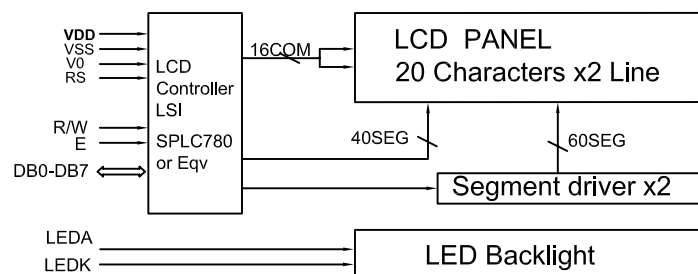 VDD
VSS
V0
RS
R/W
E
DB0-DB7
LCD
Controller
LSI
SPLC780
or Eqv
16COM
LCD PANEL
20 Characters x2 Line
40SEG
60SEG
Segment driver x2
LEDA
LEDK
LED Backlight